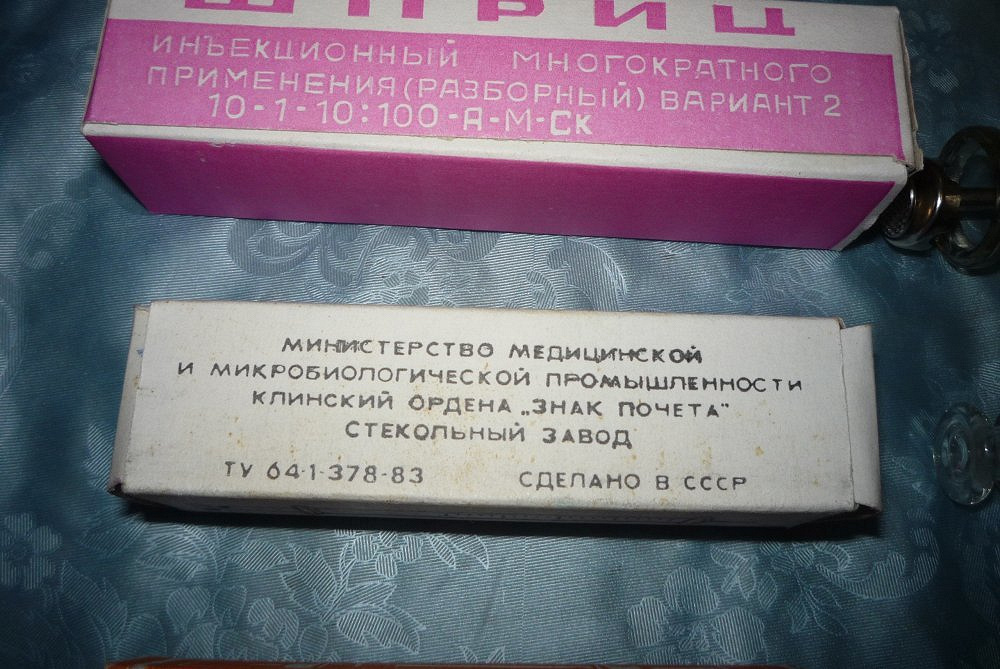 ШПРИЦ
ИНЪЕКЦИОННЫЙ МНОГОКРАТНОГО
ПРИМЕНЕНИЯ (РАЗБОРНЫЙ) ВАРИАНТ 2
10-1-10:100-А-М-СК
МИНИСТЕРСТВО МЕДИЦИНСКОЙ
И МИКРОБИОЛОГИЧЕСКОЙ ПРОМЫШЛЕННОСТИ
КЛИНСКИЙ ОРДЕНА „ЗНАК ПОЧЕТА"
СТЕКОЛЬНЫЙ ЗАВОД
ТУ 64-1-378-83 СДЕЛАНО В СССР